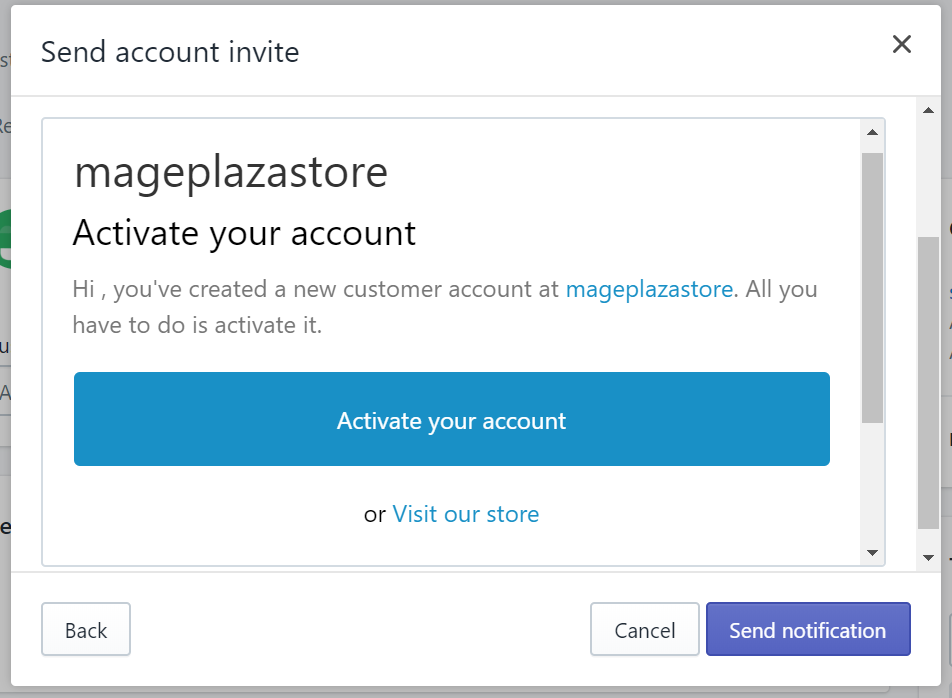 Send account invite
mageplazastore
Activate your account
Hi , you've created a new customer account at mageplazastore. All you
have to do is activate it.
Activate your account
or Visit our store
Back
Cancel
Send notification